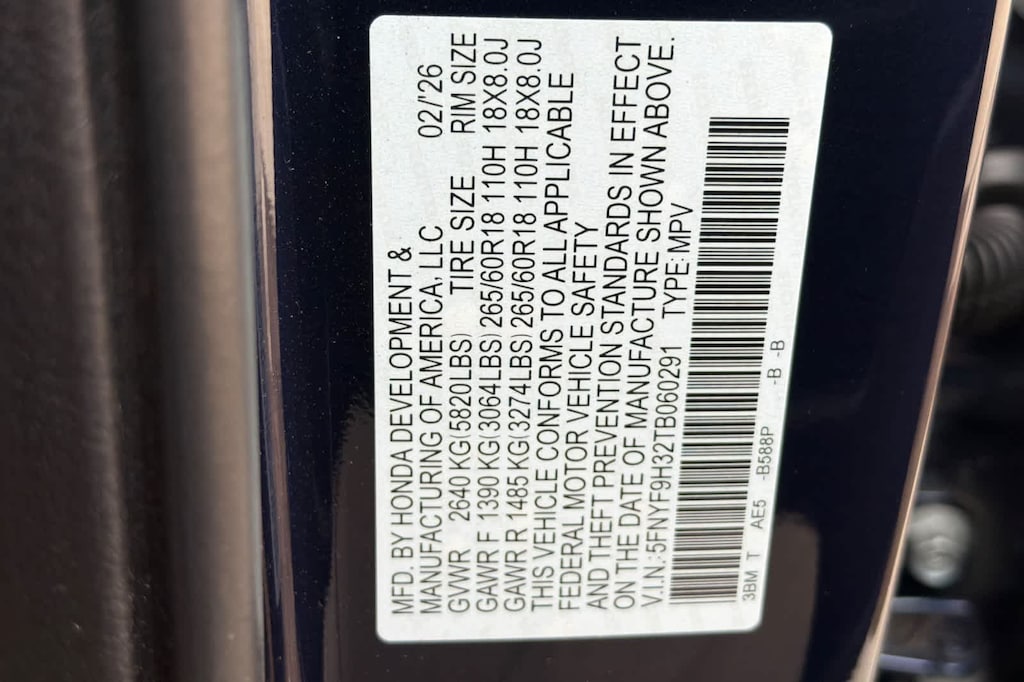 MFD. BY HONDA DEVELOPMENT &
MANUFACTURING OF AMERICA, LLC 02/'26
GVWR 2640 KG(5820LBS) TIRE SIZE RIM SIZE
GAWR F 1390 KG(3064LBS) 265/60R18 110H 18X8.0J
GAWR R 1485 KG(3274LBS) 265/60R18 110H 18X8.0J
THIS VEHICLE CONFORMS TO ALL APPLICABLE
FEDERAL MOTOR VEHICLE SAFETY
AND THEFT PREVENTION STANDARDS IN EFFECT
ON THE DATE OF MANUFACTURE SHOWN ABOVE.
V.I.N.:5FNYF9H32TB060291 TYPE: MPV
3BM T AE5 -B588P -B -B